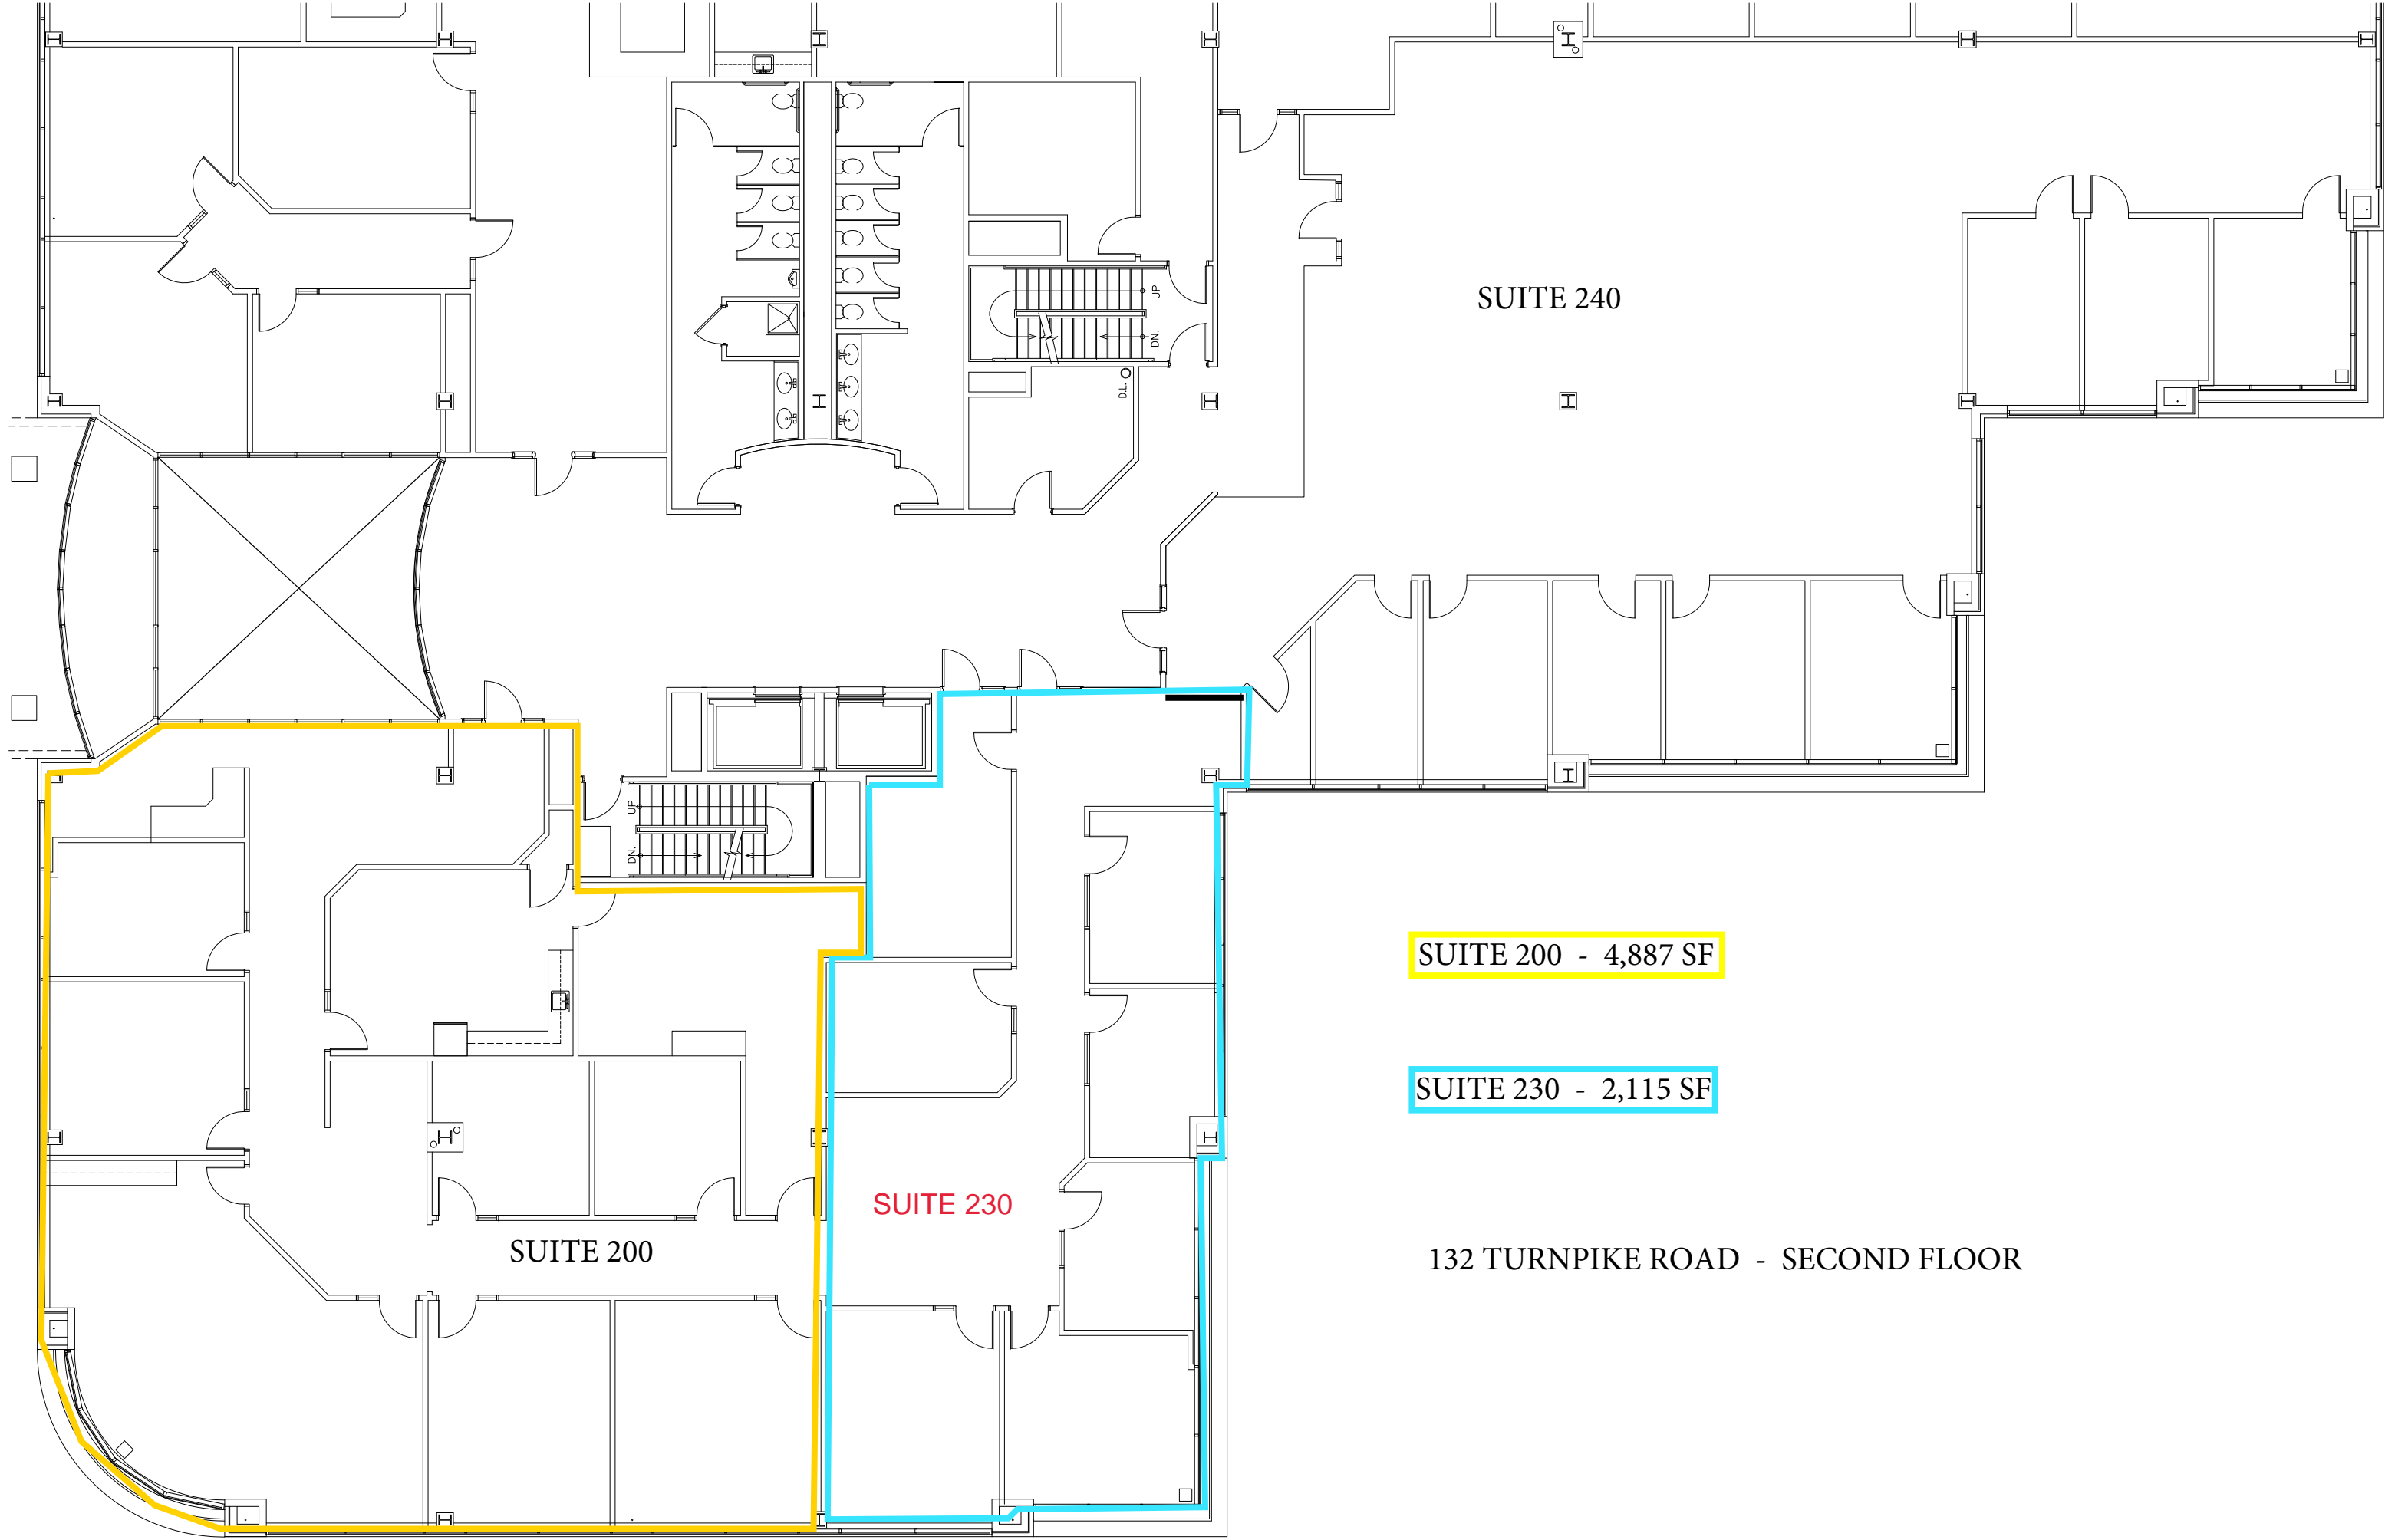 UP
DN.
D.L.
SUITE 240
UP
DN.
SUITE 200 - 4,887 SF
SUITE 230 - 2,115 SF
SUITE 230
SUITE 200
132 TURNPIKE ROAD - SECOND FLOOR